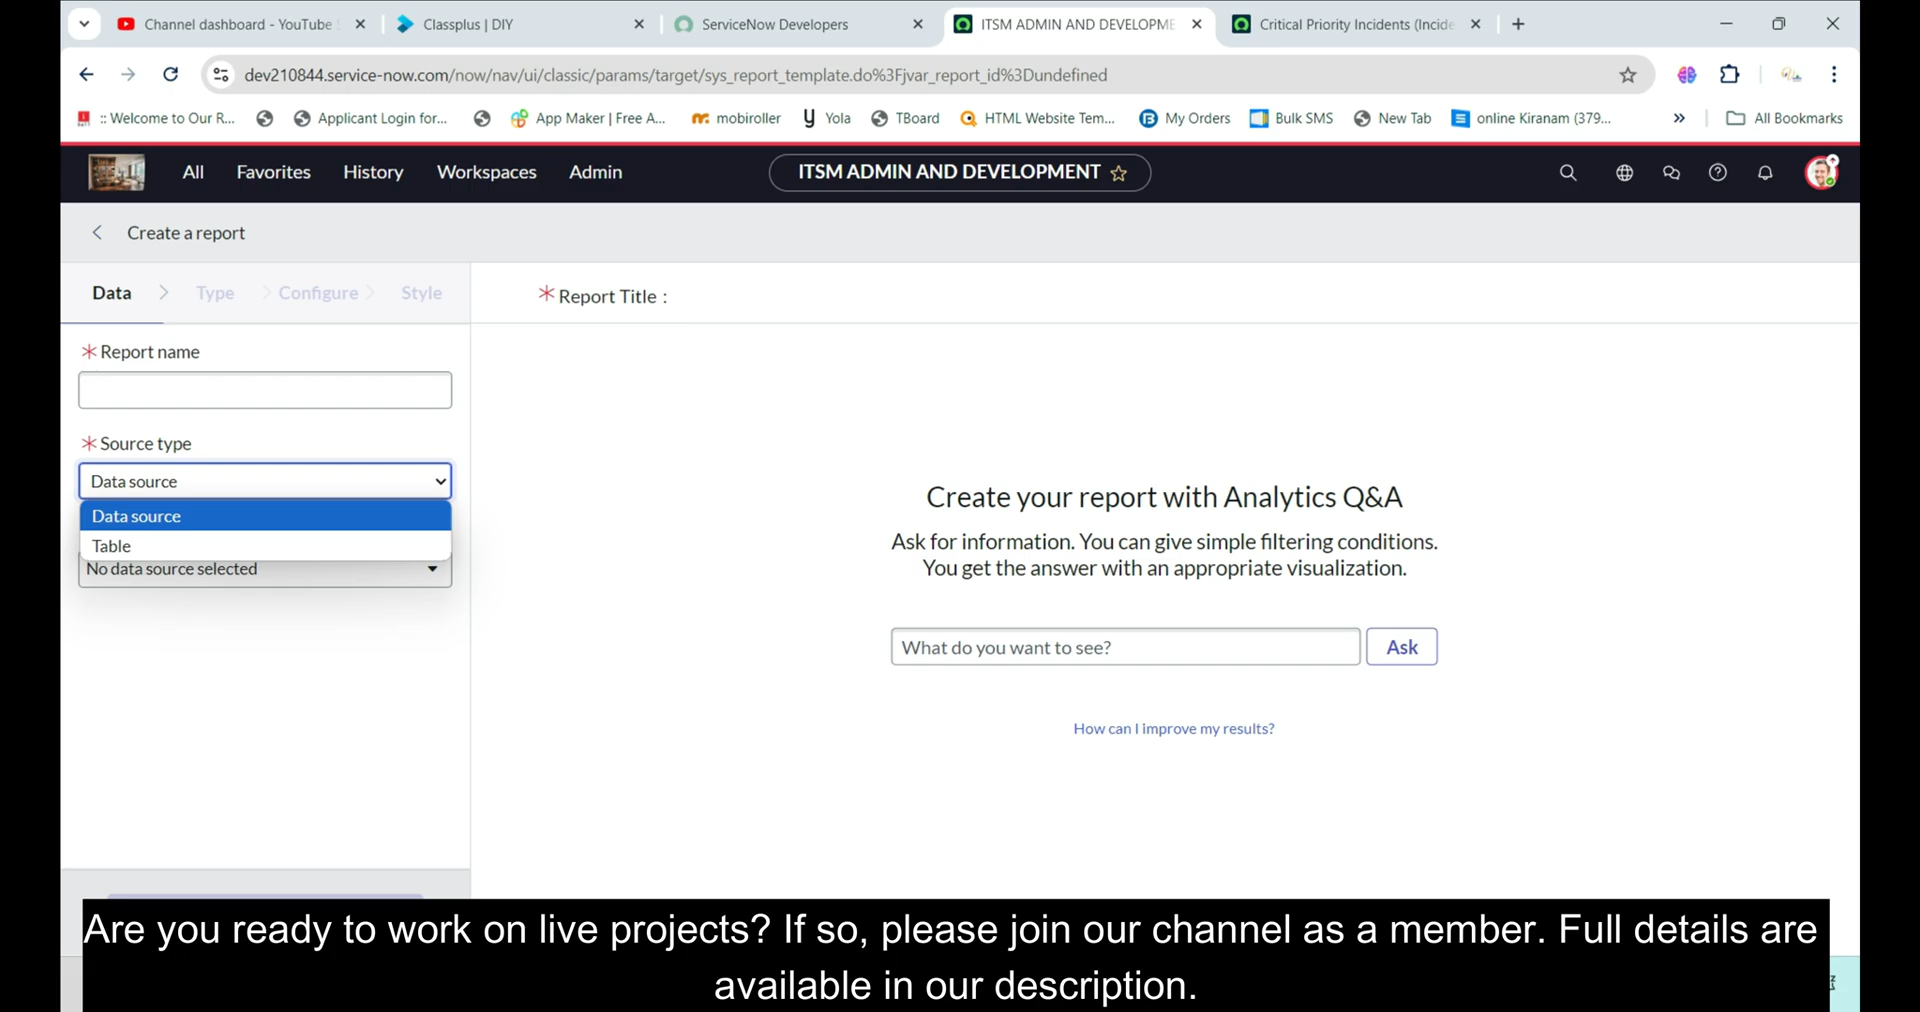 Channel dashboard - YouTube S
Classplus | DIY
ServiceNow Developers
ITSM ADMIN AND DEVELOPME
Critical Priority Incidents (Incide
dev210844.service-now.com/now/nav/ui/classic/params/target/sys_report_template.do%3Fjvar_report_id%3Dundefined
:: Welcome to Our R...
Applicant Login for...
App Maker | Free A...
mobiroller
Yola
TBoard
HTML Website Tem...
My Orders
Bulk SMS
New Tab
online Kiranam (379...
All Bookmarks
All
Favorites
History
Workspaces
Admin
ITSM ADMIN AND DEVELOPMENT
Create a report
Data
Type
Configure
Style
* Report Title :
* Report name
* Source type
Data source
Data source
Table
No data source selected
Create your report with Analytics Q&A
Ask for information. You can give simple filtering conditions.
You get the answer with an appropriate visualization.
What do you want to see?
Ask
How can I improve my results?
Are you ready to work on live projects? If so, please join our channel as a member. Full details are
available in our description.